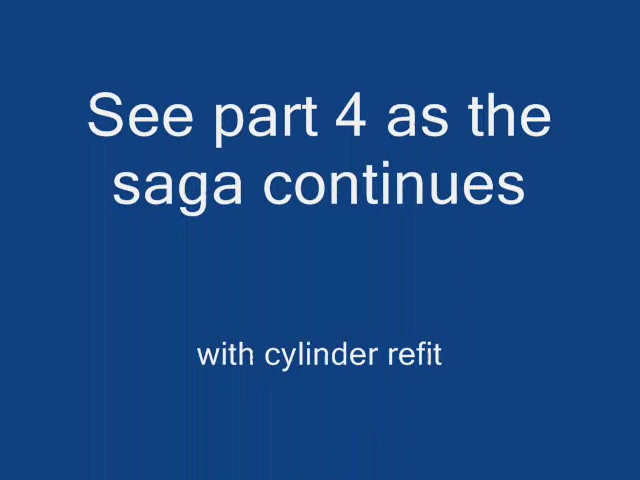 See part 4 as the
saga continues
with cylinder refit